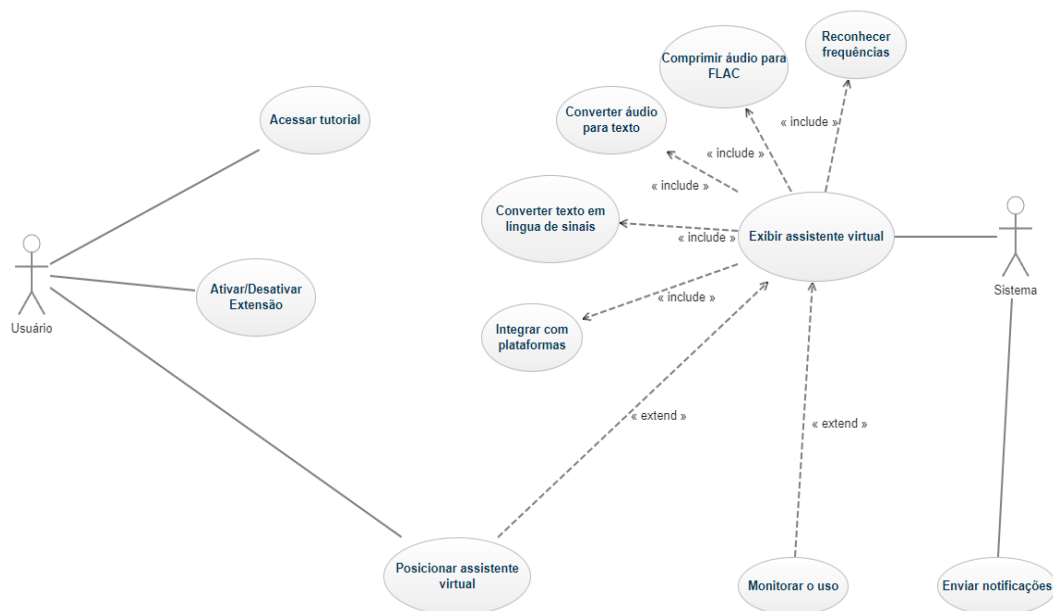 Reconhecer
frequências
Comprimir áudio para
FLAC
Acessar tutorial
Converter áudio
para texto
« include »
« include »
« include »
Converter texto em
língua de sinais
« include »
Exibir assistente virtual
Sistema
Ativar/Desativar
Extensão
Usuário
« include »
Integrar com
plataformas
« extend »
« extend »
Posicionar assistente
virtual
Monitorar o uso
Enviar notificações